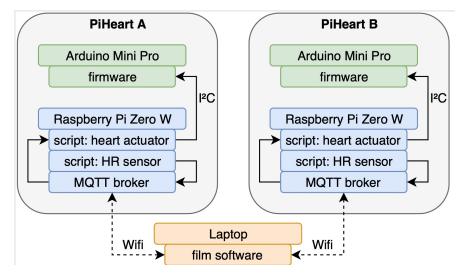 PiHeart A
Arduino Mini Pro
firmware
I²C
Raspberry Pi Zero W
script: heart actuator
script: HR sensor
MQTT broker
PiHeart B
Arduino Mini Pro
firmware
I²C
Raspberry Pi Zero W
script: heart actuator
script: HR sensor
MQTT broker
Wifi
Laptop
film software
Wifi